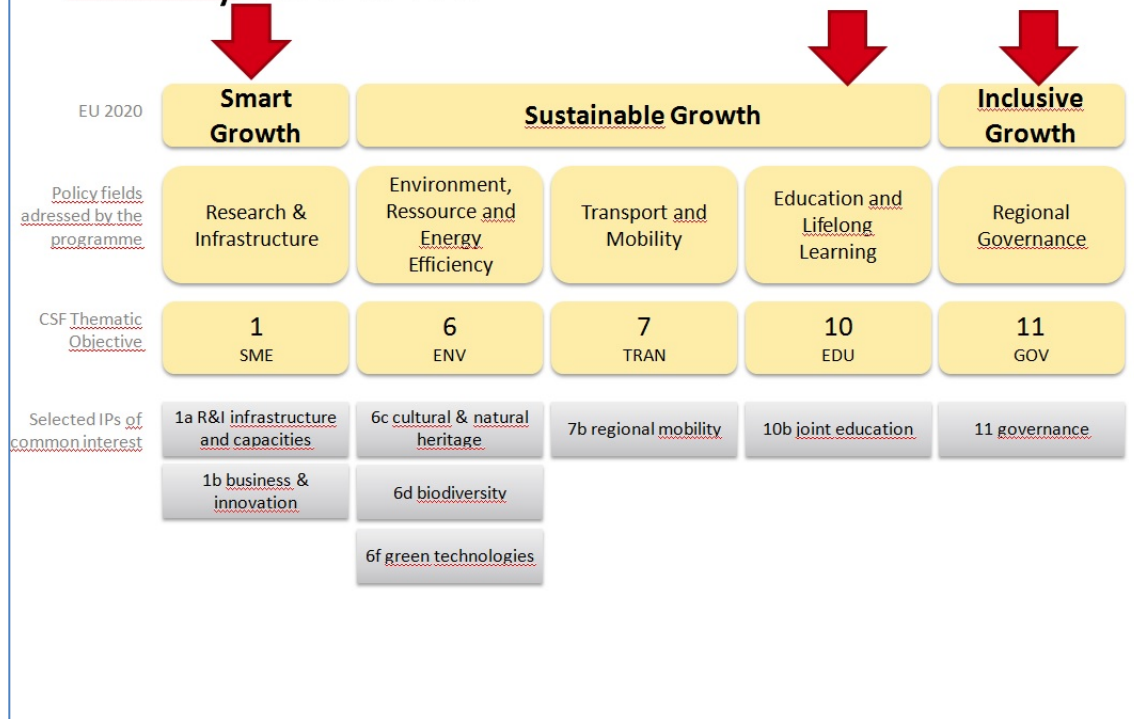 EU 2020
Smart
Growth
Sustainable Growth
Inclusive
Growth
Policy fields
adressed by the
programme
Research &
Infrastructure
Environment,
Ressource and
Energy
Efficiency
Transport and
Mobility
Education and
Lifelong
Learning
Regional
Governance
CSF Thematic
Objective
1
SME
6
ENV
7
TRAN
10
EDU
11
GOV
Selected IPs of
common interest
1a R&I infrastructure
and capacities
6c cultural & natural
heritage
7b regional mobility
10b joint education
11 governance
1b business &
innovation
6d biodiversity
6f green technologies